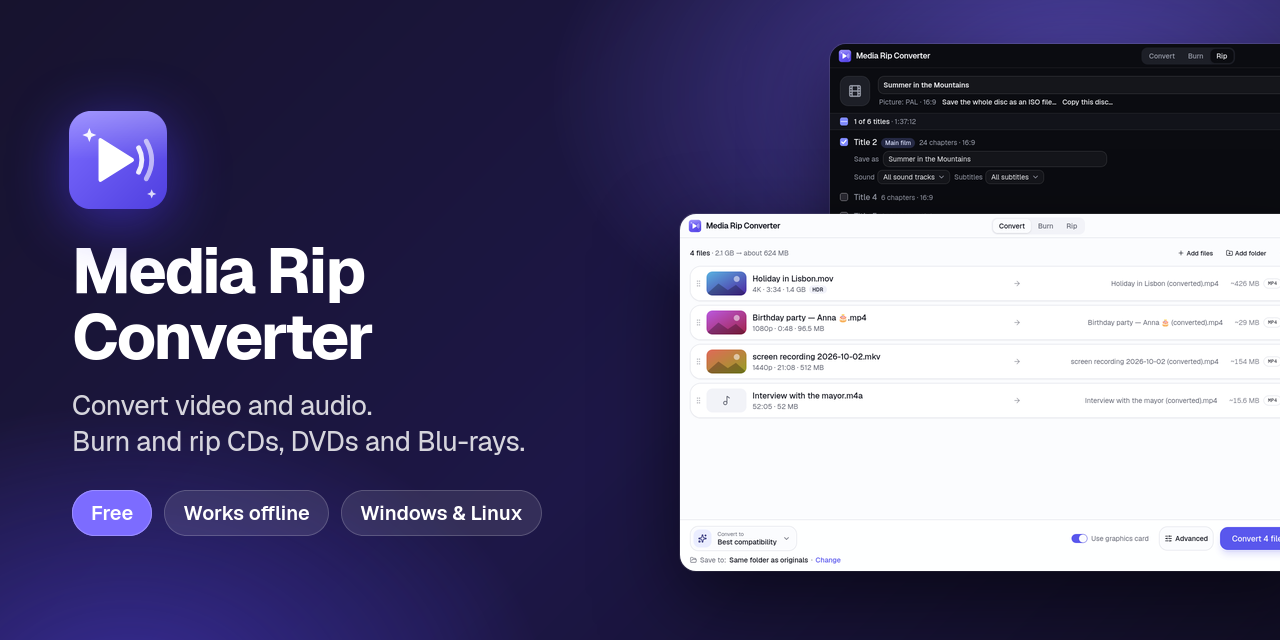 Media Rip
Converter
Convert video and audio.
Burn and rip CDs, DVDs and Blu-rays.
Free
Works offline
Windows & Linux
Media Rip Converter
Convert
Burn
Rip
Summer in the Mountains
Picture: PAL · 16:9 Save the whole disc as an ISO file... Copy this disc...
1 of 6 titles · 1:37:12
Title 2 Main film 24 chapters · 16:9
Save as Summer in the Mountains
Sound All sound tracks Subtitles All subtitles
Title 4 6 chapters · 16:9
Media Rip Converter
Convert
Burn
Rip
4 files · 2.1 GB → about 624 MB
+ Add files
Add folder
Holiday in Lisbon.mov
4K · 3:34 · 1.4 GB HDR
→ Holiday in Lisbon (converted).mp4 ~426 MB MP4
Birthday party — Anna 🎂.mp4
1080p · 0:48 · 96.5 MB
→ Birthday party — Anna 🎂 (converted).mp4 ~29 MB MP4
screen recording 2026-10-02.mkv
1440p · 21:08 · 512 MB
→ screen recording 2026-10-02 (converted).mp4 ~154 MB MP4
Interview with the mayor.m4a
52:05 · 52 MB
→ Interview with the mayor (converted).mp4 ~15.6 MB MP4
Convert to
Best compatibility
Use graphics card
Advanced
Convert 4 file
Save to: Same folder as originals · Change